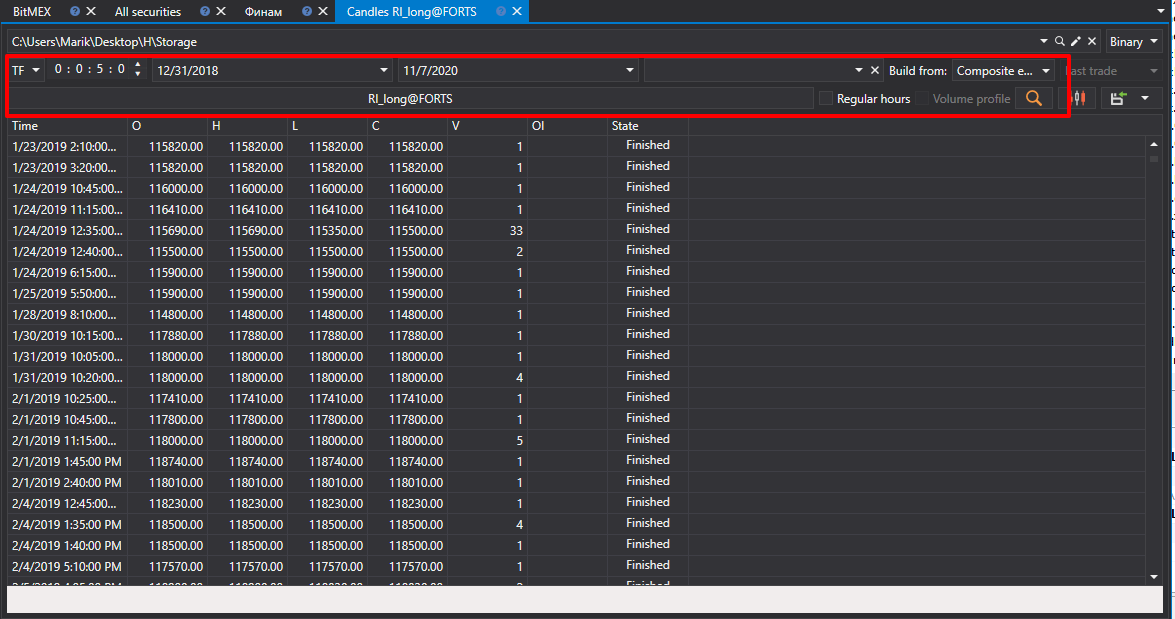 BitMEX All securities Финам Candles RI_long@FORTS
C:\Users\Marik\Desktop\H\Storage Binary
TF 0 : 0 : 5 : 0 12/31/2018 11/7/2020 Build from: Composite e... Last trade
RI_long@FORTS Regular hours Volume profile
Time O H L C V OI State
1/23/2019 2:10:00... 115820.00 115820.00 115820.00 115820.00 1 Finished
1/23/2019 3:20:00... 115820.00 115820.00 115820.00 115820.00 1 Finished
1/24/2019 10:45:00... 116000.00 116000.00 116000.00 116000.00 1 Finished
1/24/2019 11:15:00... 116410.00 116410.00 116410.00 116410.00 1 Finished
1/24/2019 12:35:00... 115690.00 115690.00 115350.00 115500.00 33 Finished
1/24/2019 12:40:00... 115500.00 115500.00 115500.00 115500.00 2 Finished
1/24/2019 6:15:00... 115900.00 115900.00 115900.00 115900.00 1 Finished
1/25/2019 5:50:00... 115900.00 115900.00 115900.00 115900.00 1 Finished
1/28/2019 8:10:00... 114800.00 114800.00 114800.00 114800.00 1 Finished
1/30/2019 10:15:00... 117880.00 117880.00 117880.00 117880.00 1 Finished
1/31/2019 10:05:00... 118000.00 118000.00 118000.00 118000.00 1 Finished
1/31/2019 10:20:00... 118000.00 118000.00 118000.00 118000.00 4 Finished
2/1/2019 10:25:00... 117410.00 117410.00 117410.00 117410.00 1 Finished
2/1/2019 10:45:00... 117800.00 117800.00 117800.00 117800.00 1 Finished
2/1/2019 11:15:00... 118000.00 118000.00 118000.00 118000.00 5 Finished
2/1/2019 1:45:00 PM 118740.00 118740.00 118740.00 118740.00 1 Finished
2/1/2019 2:40:00 PM 118010.00 118010.00 118010.00 118010.00 1 Finished
2/4/2019 12:45:00... 118230.00 118230.00 118230.00 118230.00 1 Finished
2/4/2019 1:35:00 PM 118500.00 118500.00 118500.00 118500.00 4 Finished
2/4/2019 1:40:00 PM 118500.00 118500.00 118500.00 118500.00 1 Finished
2/4/2019 5:10:00 PM 117570.00 117570.00 117570.00 117570.00 1 Finished